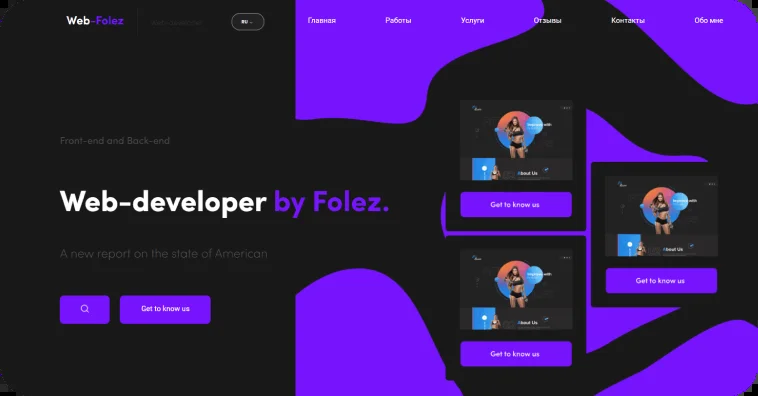 Web-Folez
RU
Главная
Работы
Услуги
Отзывы
Контакты
Обо мне
Front-end and Back-end
Web-developer by Folez.
A new report on the state of American
Get to know us
About Us
Get to know us
About Us
Get to know us
About Us
Get to know us